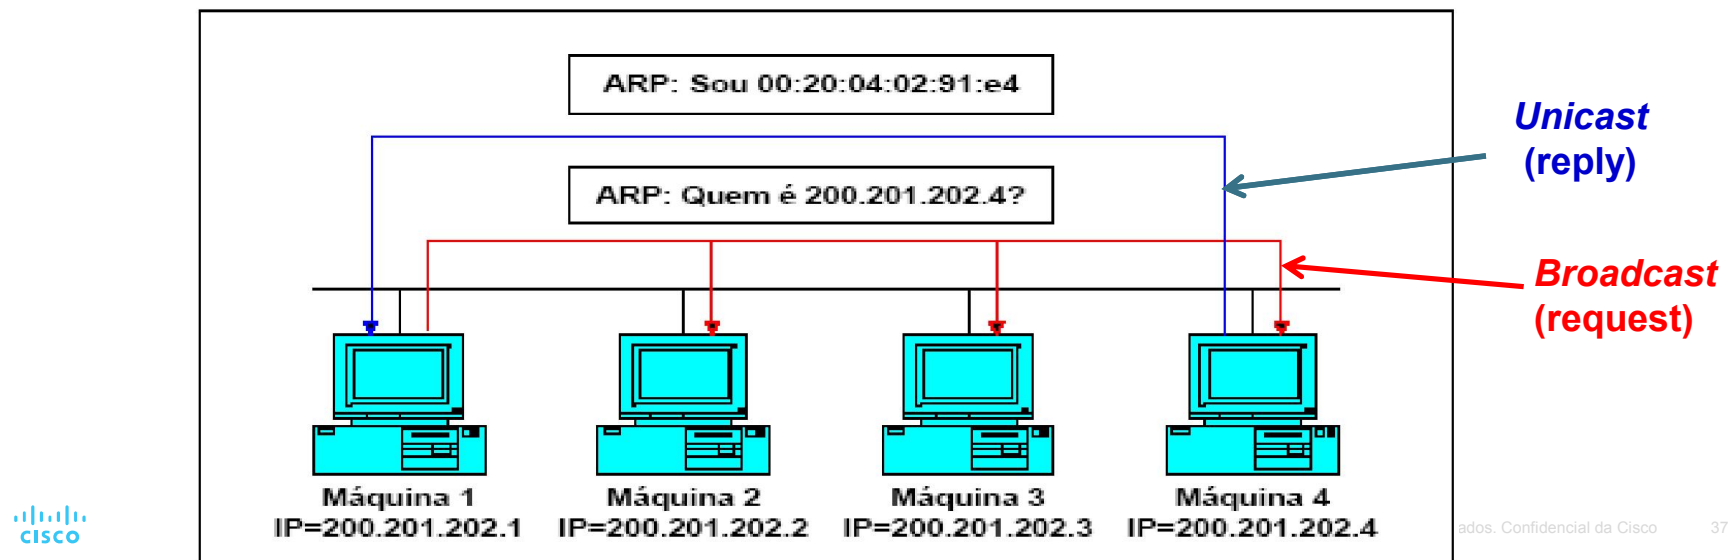 ARP: Sou 00:20:04:02:91:e4
Unicast
(reply)
ARP: Quem é 200.201.202.4?
Broadcast
(request)
Máquina 1
IP=200.201.202.1
Máquina 2
IP=200.201.202.2
Máquina 3
IP=200.201.202.3
Máquina 4
IP=200.201.202.4
CISCO
ados. Confidencial da Cisco
37